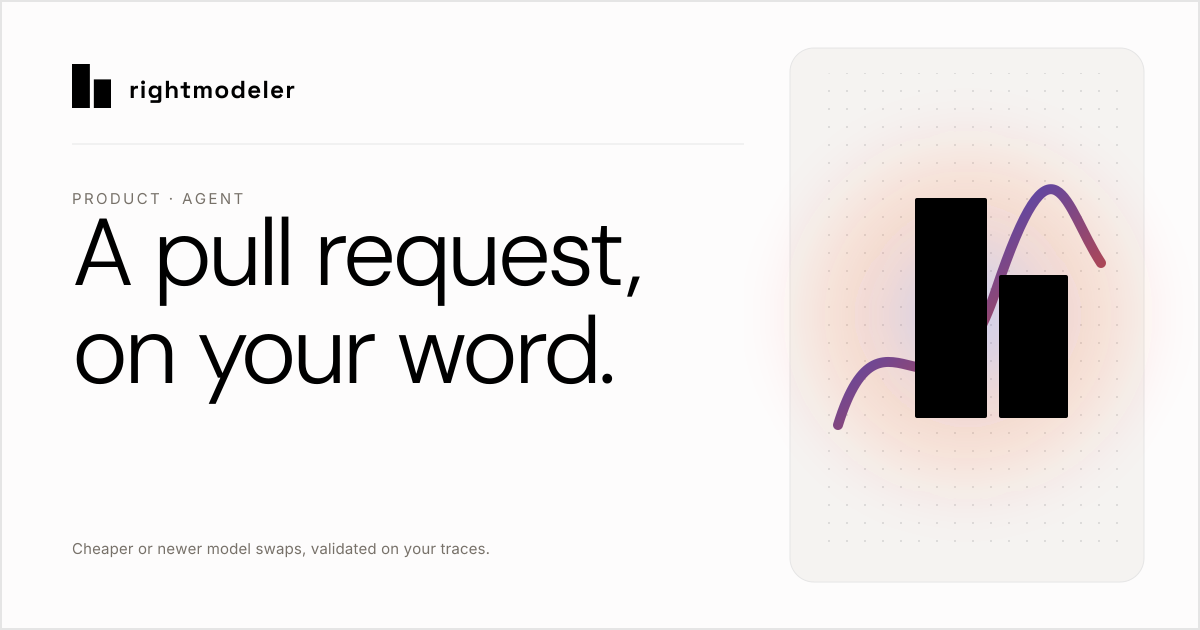 rightmodeler
PRODUCT · AGENT
A pull request,
on your word.
Cheaper or newer model swaps, validated on your traces.